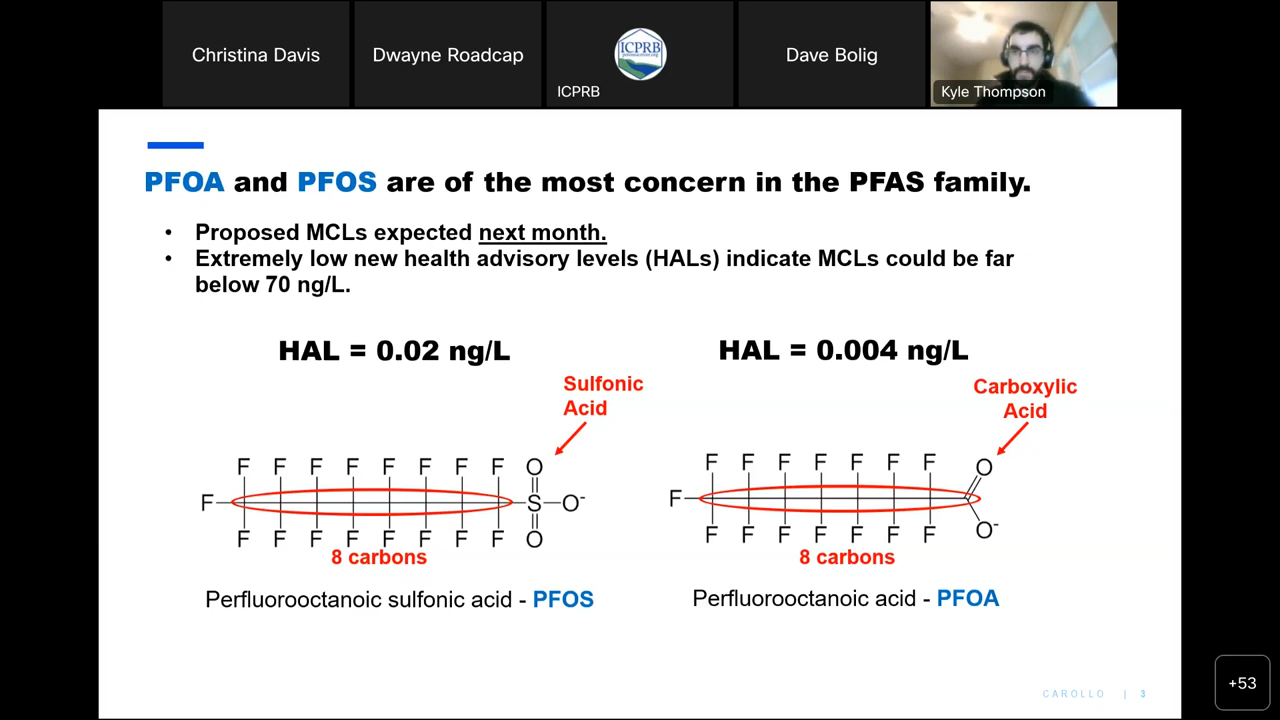 Christina Davis
Dwayne Roadcap
ICPRB
ICPRB
Dave Bolig
Kyle Thompson
PFOA and PFOS are of the most concern in the PFAS family.
• Proposed MCLs expected next month.
• Extremely low new health advisory levels (HALs) indicate MCLs could be far
below 70 ng/L.
HAL = 0.02 ng/L
Sulfonic
Acid
F F F F F F F F O
F S O-
F F F F F F F F O
8 carbons
Perfluorooctanoic sulfonic acid - PFOS
HAL = 0.004 ng/L
Carboxylic
Acid
F F F F F F F O
F
F F F F F F F O-
8 carbons
Perfluorooctanoic acid - PFOA
CAROLLO | 3
+53